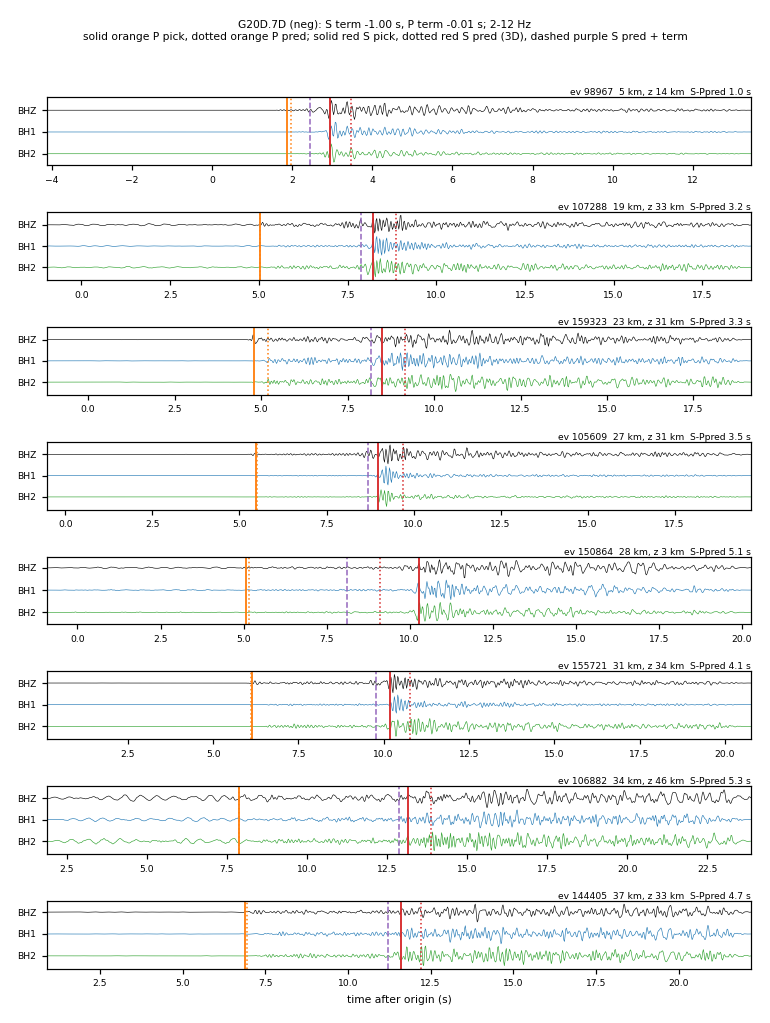 G20D.7D (neg): S term -1.00 s, P term -0.01 s; 2-12 Hz
solid orange P pick, dotted orange P pred; solid red S pick, dotted red S pred (3D), dashed purple S pred + term
ev 98967  5 km, z 14 km  S-Ppred 1.0 s
BHZ
BH1
BH2
−4 −2 0 2 4 6 8 10 12
ev 107288  19 km, z 33 km  S-Ppred 3.2 s
BHZ
BH1
BH2
0.0 2.5 5.0 7.5 10.0 12.5 15.0 17.5
ev 159323  23 km, z 31 km  S-Ppred 3.3 s
BHZ
BH1
BH2
0.0 2.5 5.0 7.5 10.0 12.5 15.0 17.5
ev 105609  27 km, z 31 km  S-Ppred 3.5 s
BHZ
BH1
BH2
0.0 2.5 5.0 7.5 10.0 12.5 15.0 17.5
ev 150864  28 km, z 3 km  S-Ppred 5.1 s
BHZ
BH1
BH2
0.0 2.5 5.0 7.5 10.0 12.5 15.0 17.5 20.0
ev 155721  31 km, z 34 km  S-Ppred 4.1 s
BHZ
BH1
BH2
2.5 5.0 7.5 10.0 12.5 15.0 17.5 20.0
ev 106882  34 km, z 46 km  S-Ppred 5.3 s
BHZ
BH1
BH2
2.5 5.0 7.5 10.0 12.5 15.0 17.5 20.0 22.5
ev 144405  37 km, z 33 km  S-Ppred 4.7 s
BHZ
BH1
BH2
2.5 5.0 7.5 10.0 12.5 15.0 17.5 20.0
time after origin (s)